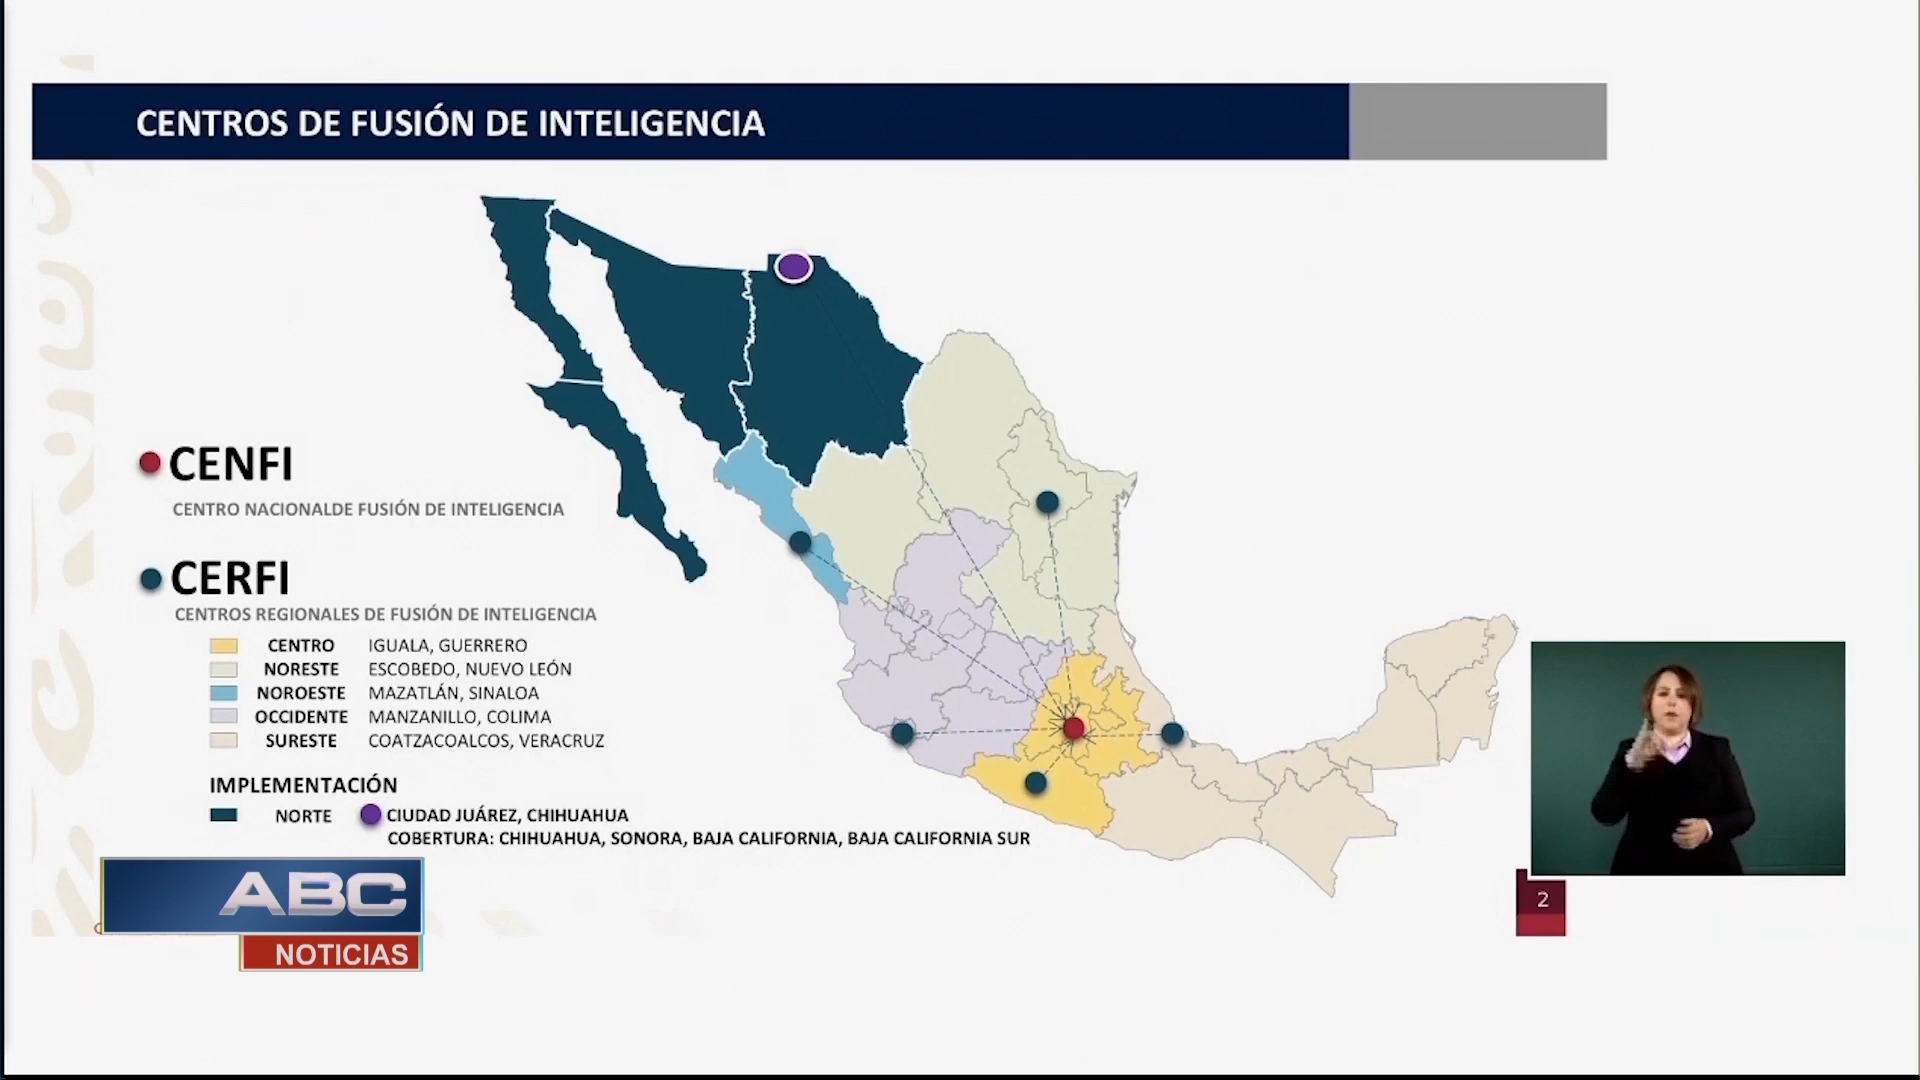 CENTROS DE FUSIÓN DE INTELIGENCIA
CENFI
CENTRO NACIONALDE FUSIÓN DE INTELIGENCIA
CERFI
CENTROS REGIONALES DE FUSIÓN DE INTELIGENCIA
CENTRO IGUALA, GUERRERO
NORESTE ESCOBEDO, NUEVO LEÓN
NOROESTE MAZATLÁN, SINALOA
OCCIDENTE MANZANILLO, COLIMA
SURESTE COATZACOALCOS, VERACRUZ
IMPLEMENTACIÓN
NORTE CIUDAD JUÁREZ, CHIHUAHUA
COBERTURA: CHIHUAHUA, SONORA, BAJA CALIFORNIA, BAJA CALIFORNIA SUR
ABC
NOTICIAS
2